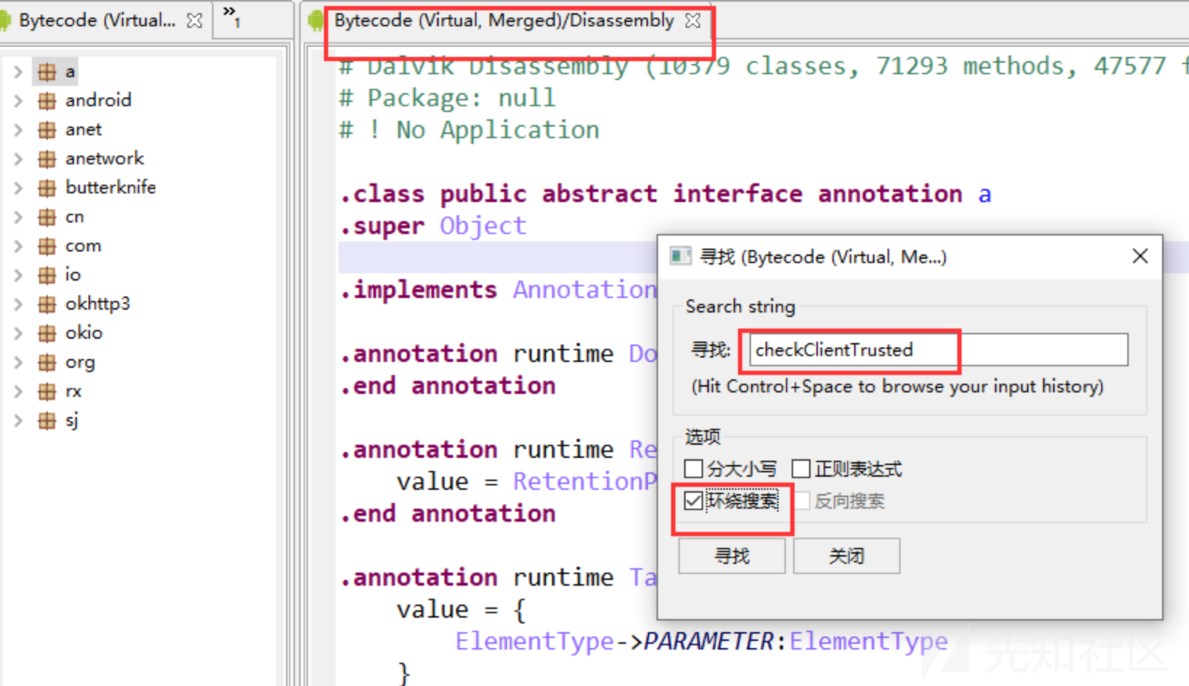 Bytecode (Virtual...
»1
a
android
anet
anetwork
butterknife
cn
com
io
okhttp3
okio
org
rx
sj
Bytecode (Virtual, Merged)/Disassembly
# Dalvik Disassembly (10379 classes, 71293 methods, 47577 f
# Package: null
# ! No Application
.class public abstract interface annotation a
.super Object
.implements Annotation
.annotation runtime Do
.end annotation
.annotation runtime Re
value = RetentionP
.end annotation
.annotation runtime Ta
value = {
ElementType->PARAMETER:ElementType
}
寻找 (Bytecode (Virtual, Me...)
Search string
寻找: checkClientTrusted
(Hit Control+Space to browse your input history)
选项
分大小写 正则表达式
环绕搜索 反向搜索
寻找 关闭
先知社区